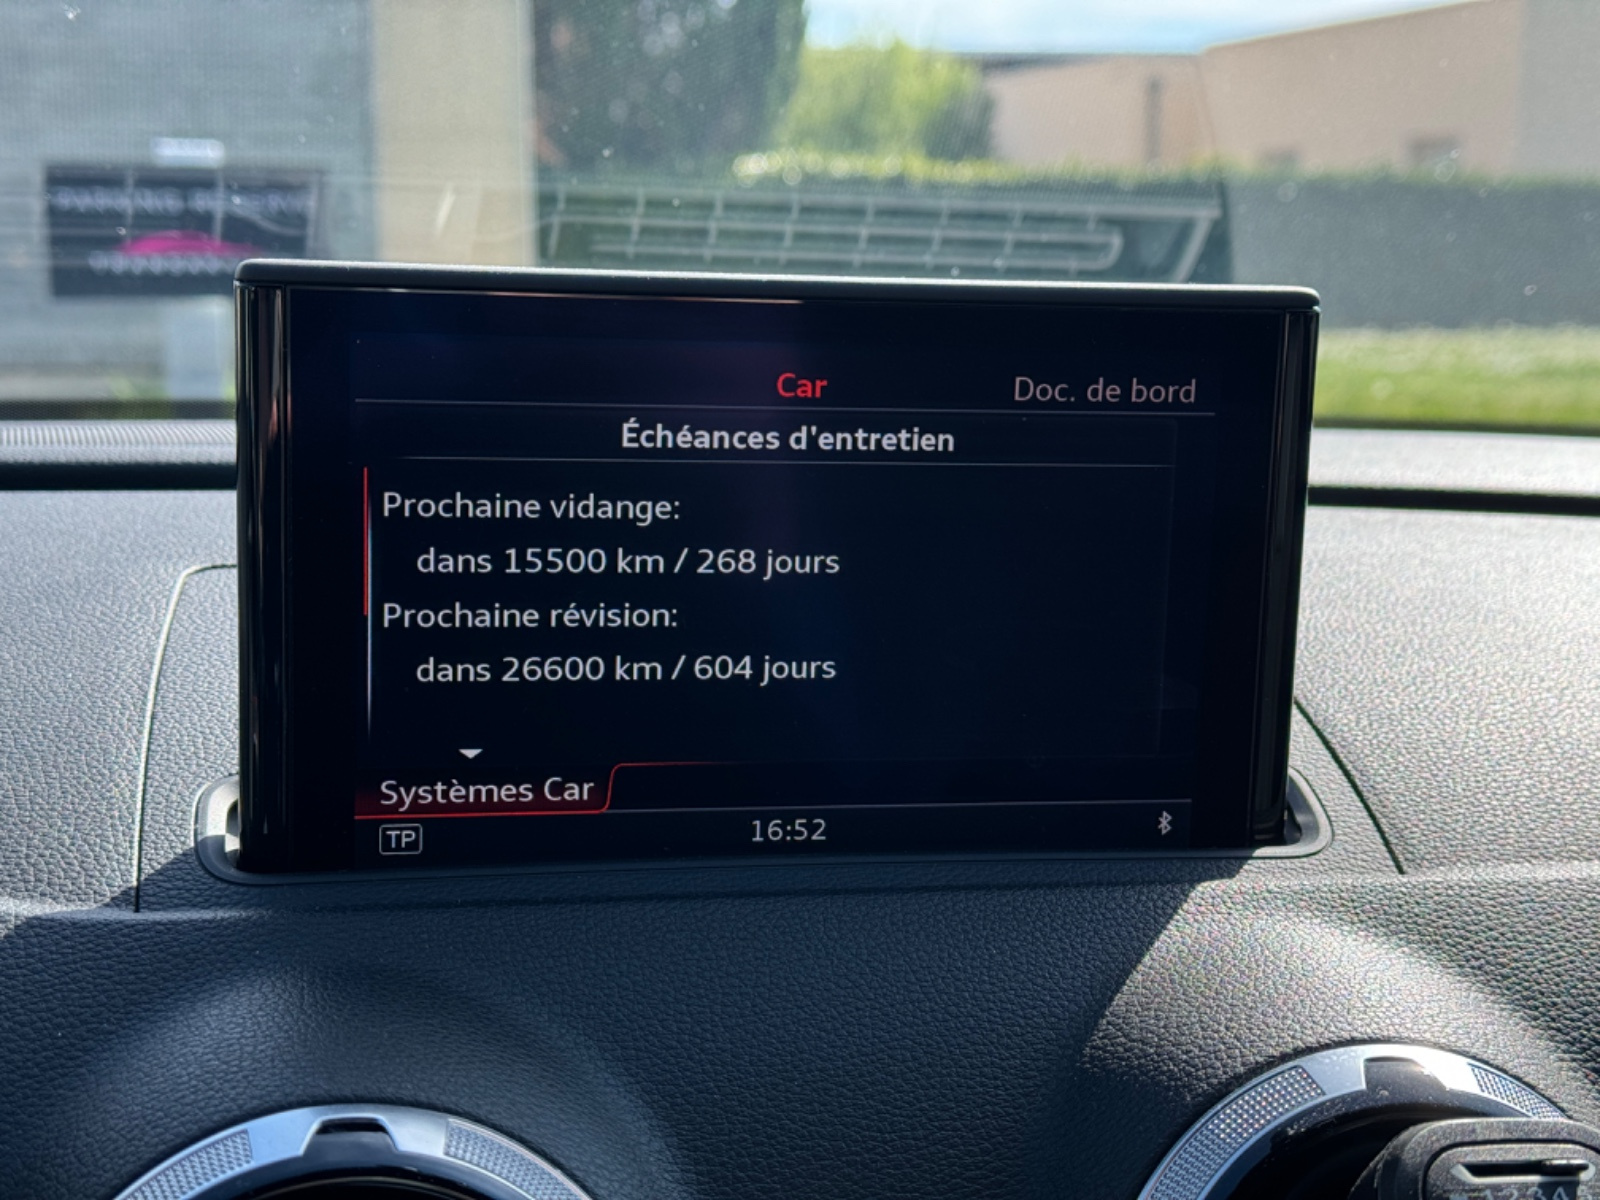 Car Doc. de bord
Échéances d'entretien
Prochaine vidange:
dans 15500 km / 268 jours
Prochaine révision:
dans 26600 km / 604 jours
Systèmes Car
TP 16:52